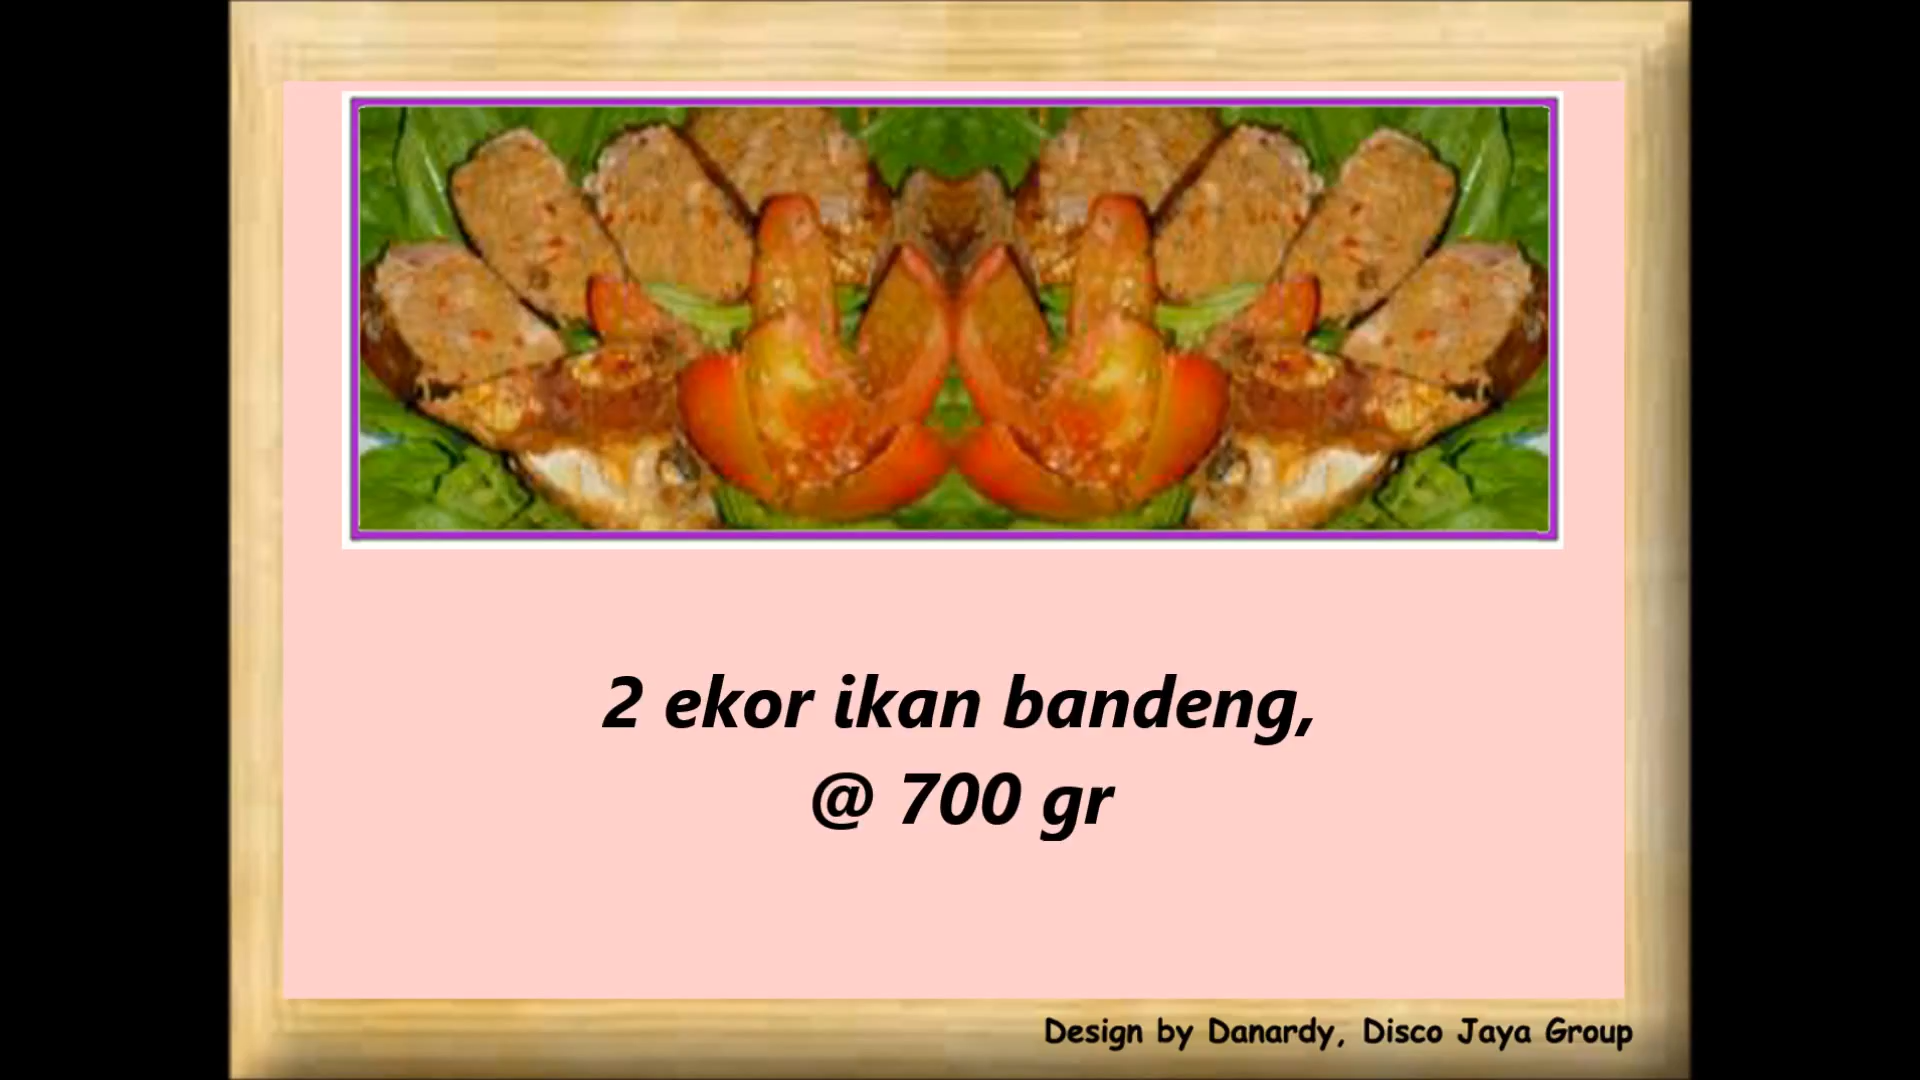 2 ekor ikan bandeng,
@ 700 gr
Design by Danardy, Disco Jaya Group